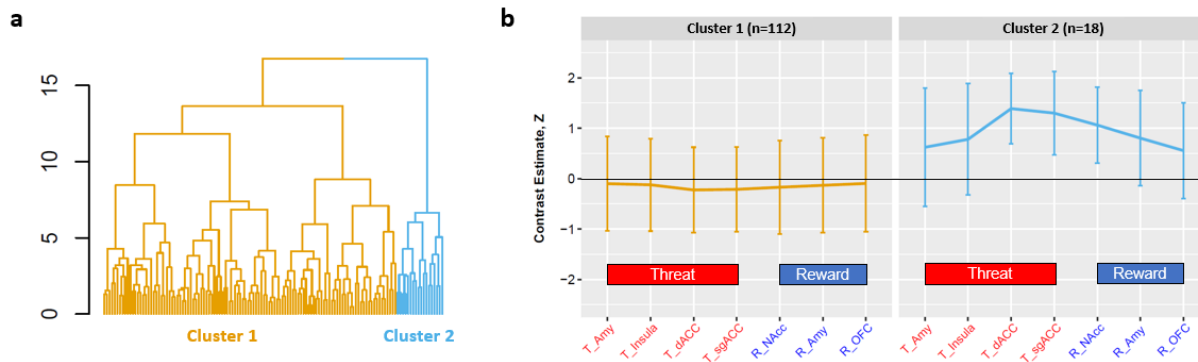 a
15
10
5
0
Cluster 1
Cluster 2
b
Cluster 1 (n=112)
Cluster 2 (n=18)
Contrast Estimate, Z
2
1
0
−1
−2
Threat
Reward
Threat
Reward
T_Amy
T_Insula
T_dACC
T_sgACC
R_NAcc
R_Amy
R_OFC
T_Amy
T_Insula
T_dACC
T_sgACC
R_NAcc
R_Amy
R_OFC